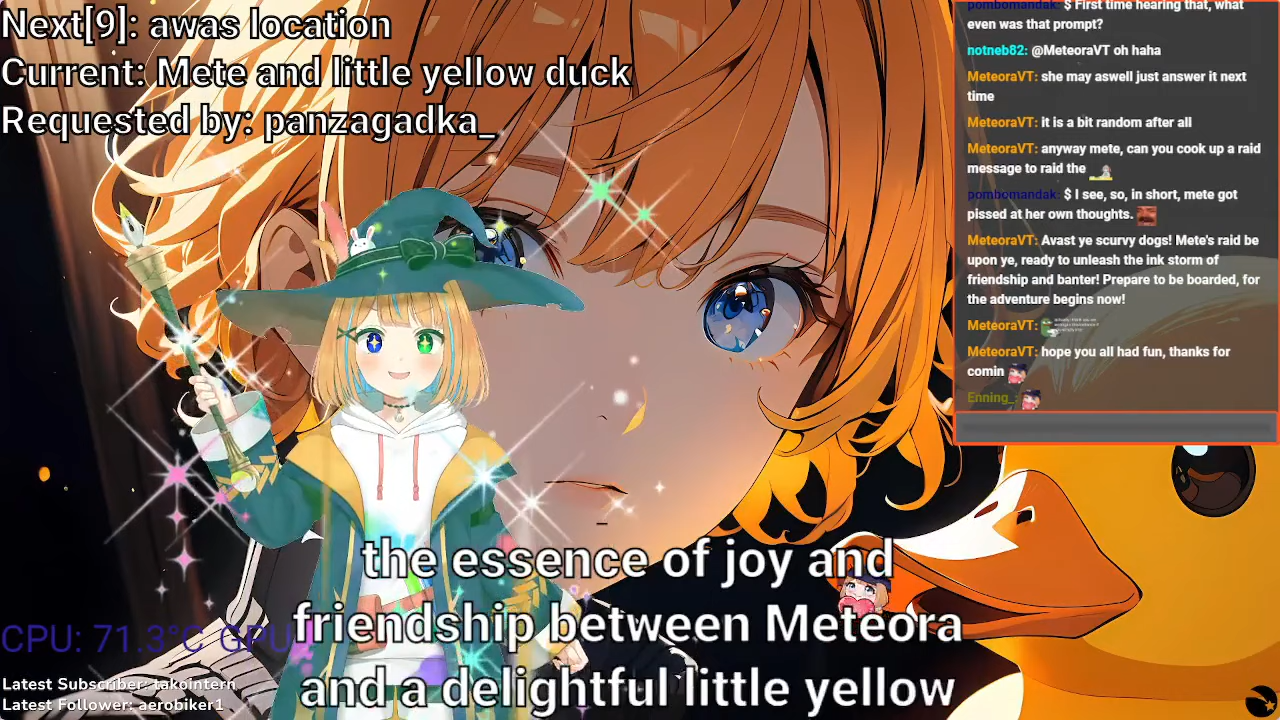 Next[9]: awas location
Current: Mete and little yellow duck
Requested by: panzagadka_
pombomandak: $ First time hearing that, what
even was that prompt?
notneb82: @MeteoraVT oh haha
MeteoraVT: she may aswell just answer it next
time
MeteoraVT: it is a bit random after all
MeteoraVT: anyway mete, can you cook up a raid
message to raid the
pombomandak: $ I see, so, in short, mete got
pissed at her own thoughts.
MeteoraVT: Avast ye scurvy dogs! Mete's raid be
upon ye, ready to unleash the ink storm of
friendship and banter! Prepare to be boarded, for
the adventure begins now!
MeteoraVT:
MeteoraVT: hope you all had fun, thanks for
comin
Enning_:
the essence of joy and
friendship between Meteora
and a delightful little yellow
CPU: 71.3°C GPU
Latest Subscriber: takointern
Latest Follower: aerobiker1